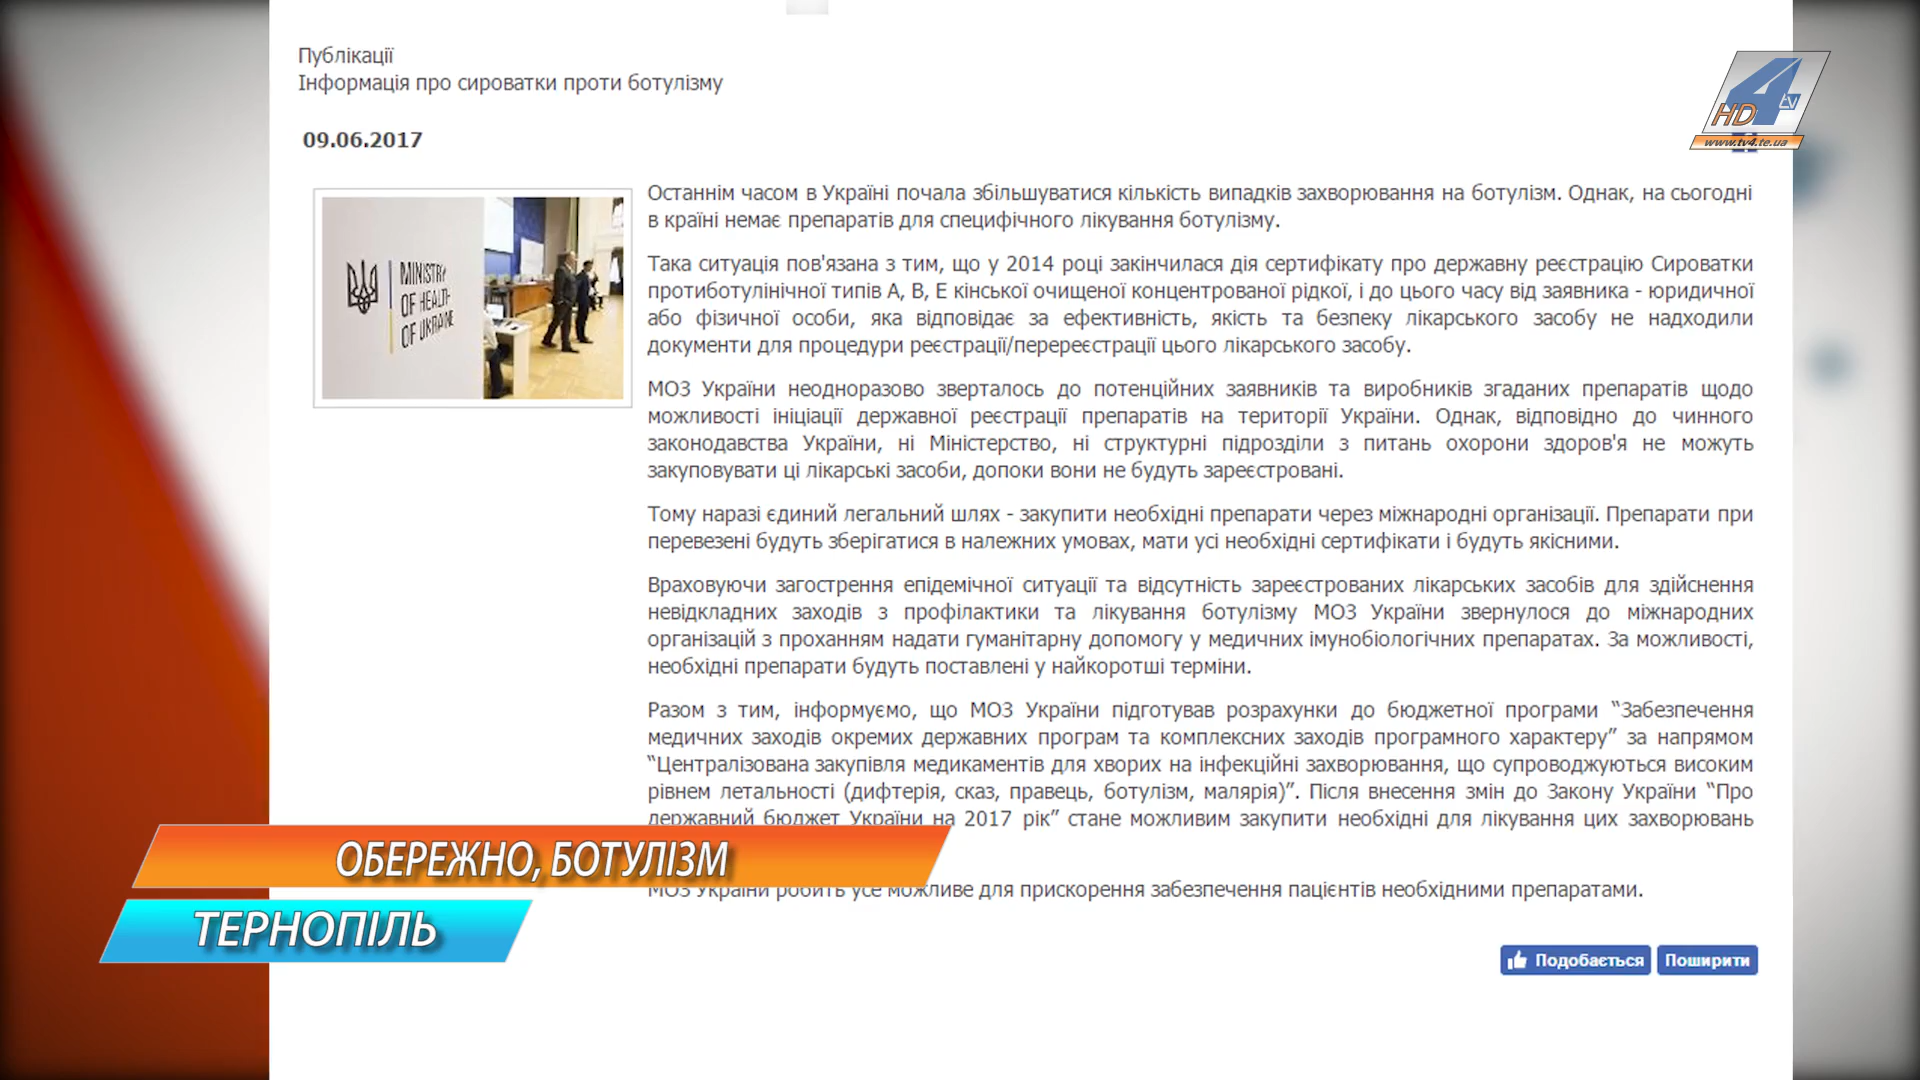 Публікації
Інформація про сироватки проти ботулізму
09.06.2017
HD 4 tv
www.tv4.te.ua
MINISTRY
OF HEALTH
OF UKRAINE
Останнім часом в Україні почала збільшуватися кількість випадків захворювання на ботулізм. Однак, на сьогодні
в країні немає препаратів для специфічного лікування ботулізму.
Така ситуація пов'язана з тим, що у 2014 році закінчилася дія сертифікату про державну реєстрацію Сироватки
протиботулінічної типів А, В, Е кінської очищеної концентрованої рідкої, і до цього часу від заявника - юридичної
або фізичної особи, яка відповідає за ефективність, якість та безпеку лікарського засобу не надходили
документи для процедури реєстрації/перереєстрації цього лікарського засобу.
МОЗ України неодноразово зверталось до потенційних заявників та виробників згаданих препаратів щодо
можливості ініціації державної реєстрації препаратів на території України. Однак, відповідно до чинного
законодавства України, ні Міністерство, ні структурні підрозділи з питань охорони здоров'я не можуть
закуповувати ці лікарські засоби, допоки вони не будуть зареєстровані.
Тому наразі єдиний легальний шлях - закупити необхідні препарати через міжнародні організації. Препарати при
перевезені будуть зберігатися в належних умовах, мати усі необхідні сертифікати і будуть якісними.
Враховуючи загострення епідемічної ситуації та відсутність зареєстрованих лікарських засобів для здійснення
невідкладних заходів з профілактики та лікування ботулізму МОЗ України звернулося до міжнародних
організацій з проханням надати гуманітарну допомогу у медичних імунобіологічних препаратах. За можливості,
необхідні препарати будуть поставлені у найкоротші терміни.
Разом з тим, інформуємо, що МОЗ України підготував розрахунки до бюджетної програми “Забезпечення
медичних заходів окремих державних програм та комплексних заходів програмного характеру” за напрямом
“Централізована закупівля медикаментів для хворих на інфекційні захворювання, що супроводжуються високим
рівнем летальності (дифтерія, сказ, правець, ботулізм, малярія)”. Після внесення змін до Закону України “Про
державний бюджет України на 2017 рік” стане можливим закупити необхідні для лікування цих захворювань
МОЗ України робить усе можливе для прискорення забезпечення пацієнтів необхідними препаратами.
ОБЕРЕЖНО, БОТУЛІЗМ
ТЕРНОПІЛЬ
Подобається Поширити